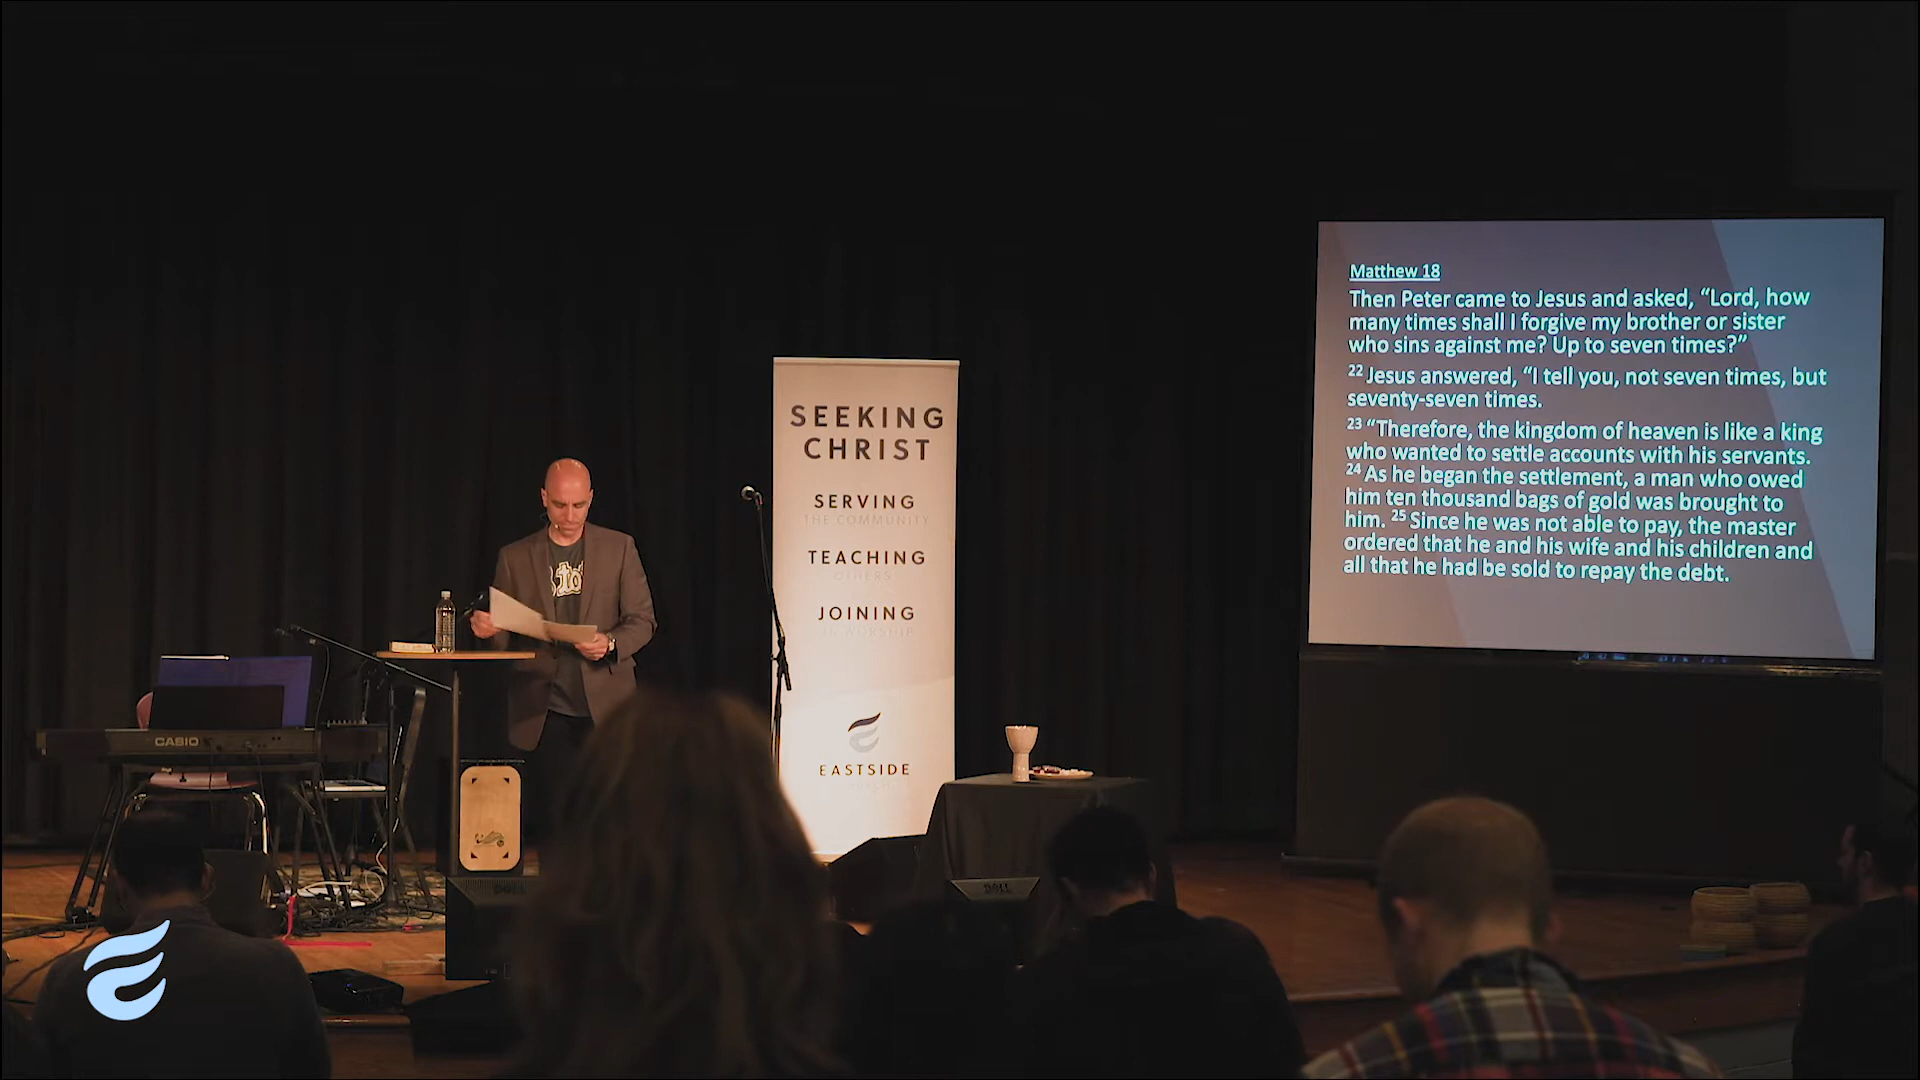 SEEKING
CHRIST
SERVING
THE COMMUNITY
TEACHING
OTHERS
JOINING
IN WORSHIP
EASTSIDE
CASIO
Matthew 18
Then Peter came to Jesus and asked, “Lord, how
many times shall I forgive my brother or sister
who sins against me? Up to seven times?”
22 Jesus answered, “I tell you, not seven times, but
seventy-seven times.
23 “Therefore, the kingdom of heaven is like a king
who wanted to settle accounts with his servants.
24 As he began the settlement, a man who owed
him ten thousand bags of gold was brought to
him. 25 Since he was not able to pay, the master
ordered that he and his wife and his children and
all that he had be sold to repay the debt.